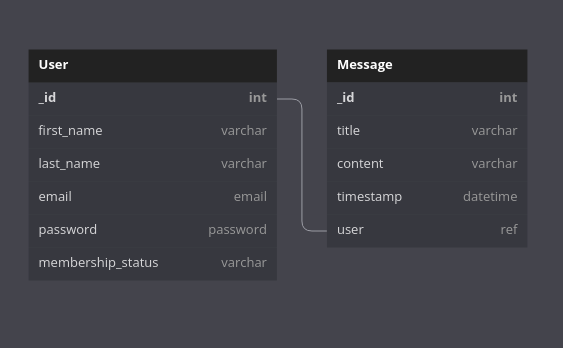 User
_id int
first_name varchar
last_name varchar
email email
password password
membership_status varchar
Message
_id int
title varchar
content varchar
timestamp datetime
user ref